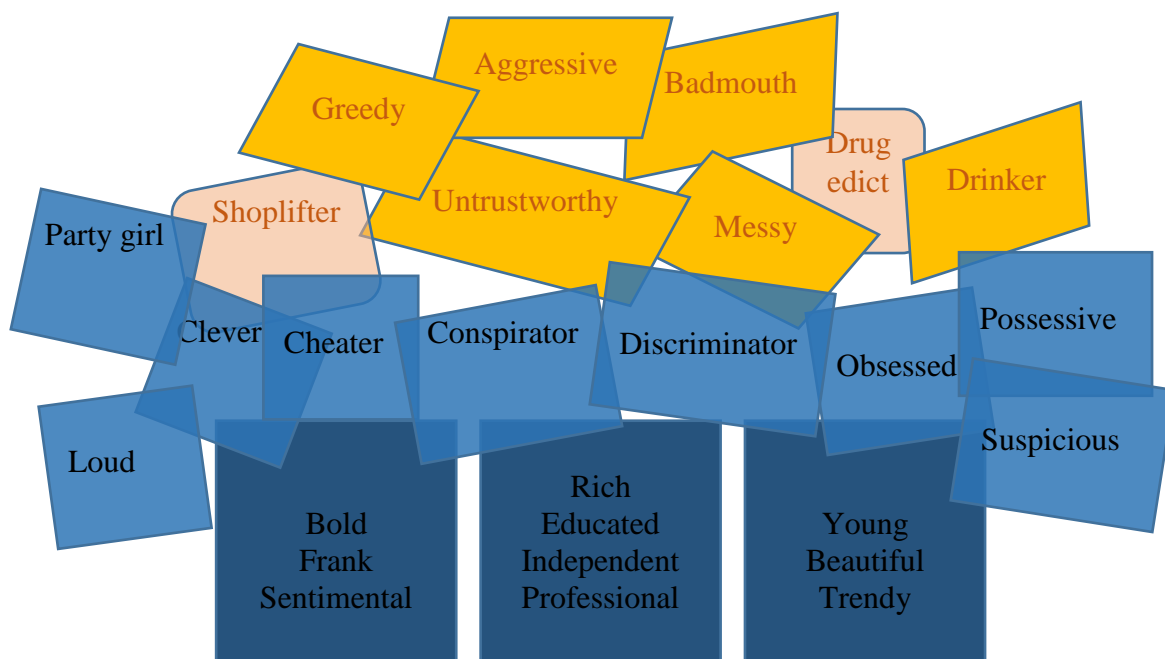 Aggressive
Badmouth
Greedy
Drug
edict
Drinker
Untrustworthy
Shoplifter
Messy
Party girl
Possessive
Clever
Cheater
Conspirator
Discriminator
Obsessed
Suspicious
Loud
Bold
Frank
Sentimental
Rich
Educated
Independent
Professional
Young
Beautiful
Trendy